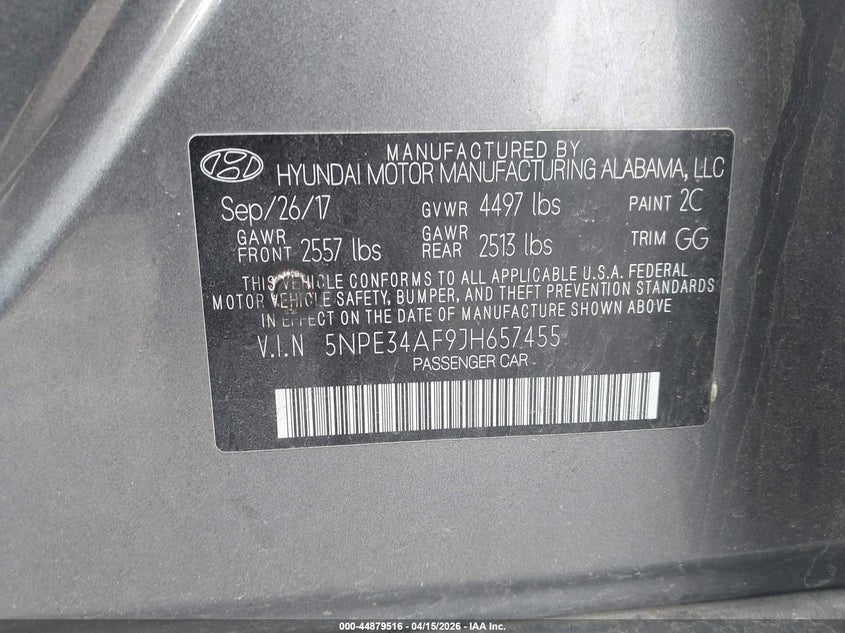 MANUFACTURED BY
HYUNDAI MOTOR MANUFACTURING ALABAMA, LLC
Sep/26/17 GVWR 4497 lbs PAINT 2C
GAWR FRONT 2557 lbs GAWR REAR 2513 lbs TRIM GG
THIS VEHICLE CONFORMS TO ALL APPLICABLE U.S.A. FEDERAL
MOTOR VEHICLE SAFETY, BUMPER, AND THEFT PREVENTION STANDARDS
IN EFFECT ON THE DATE OF MANUFACTURE SHOWN ABOVE
V.I.N 5NPE34AF9JH657455
PASSENGER CAR
000-44879516 - 04/15/2026 - IAA Inc.